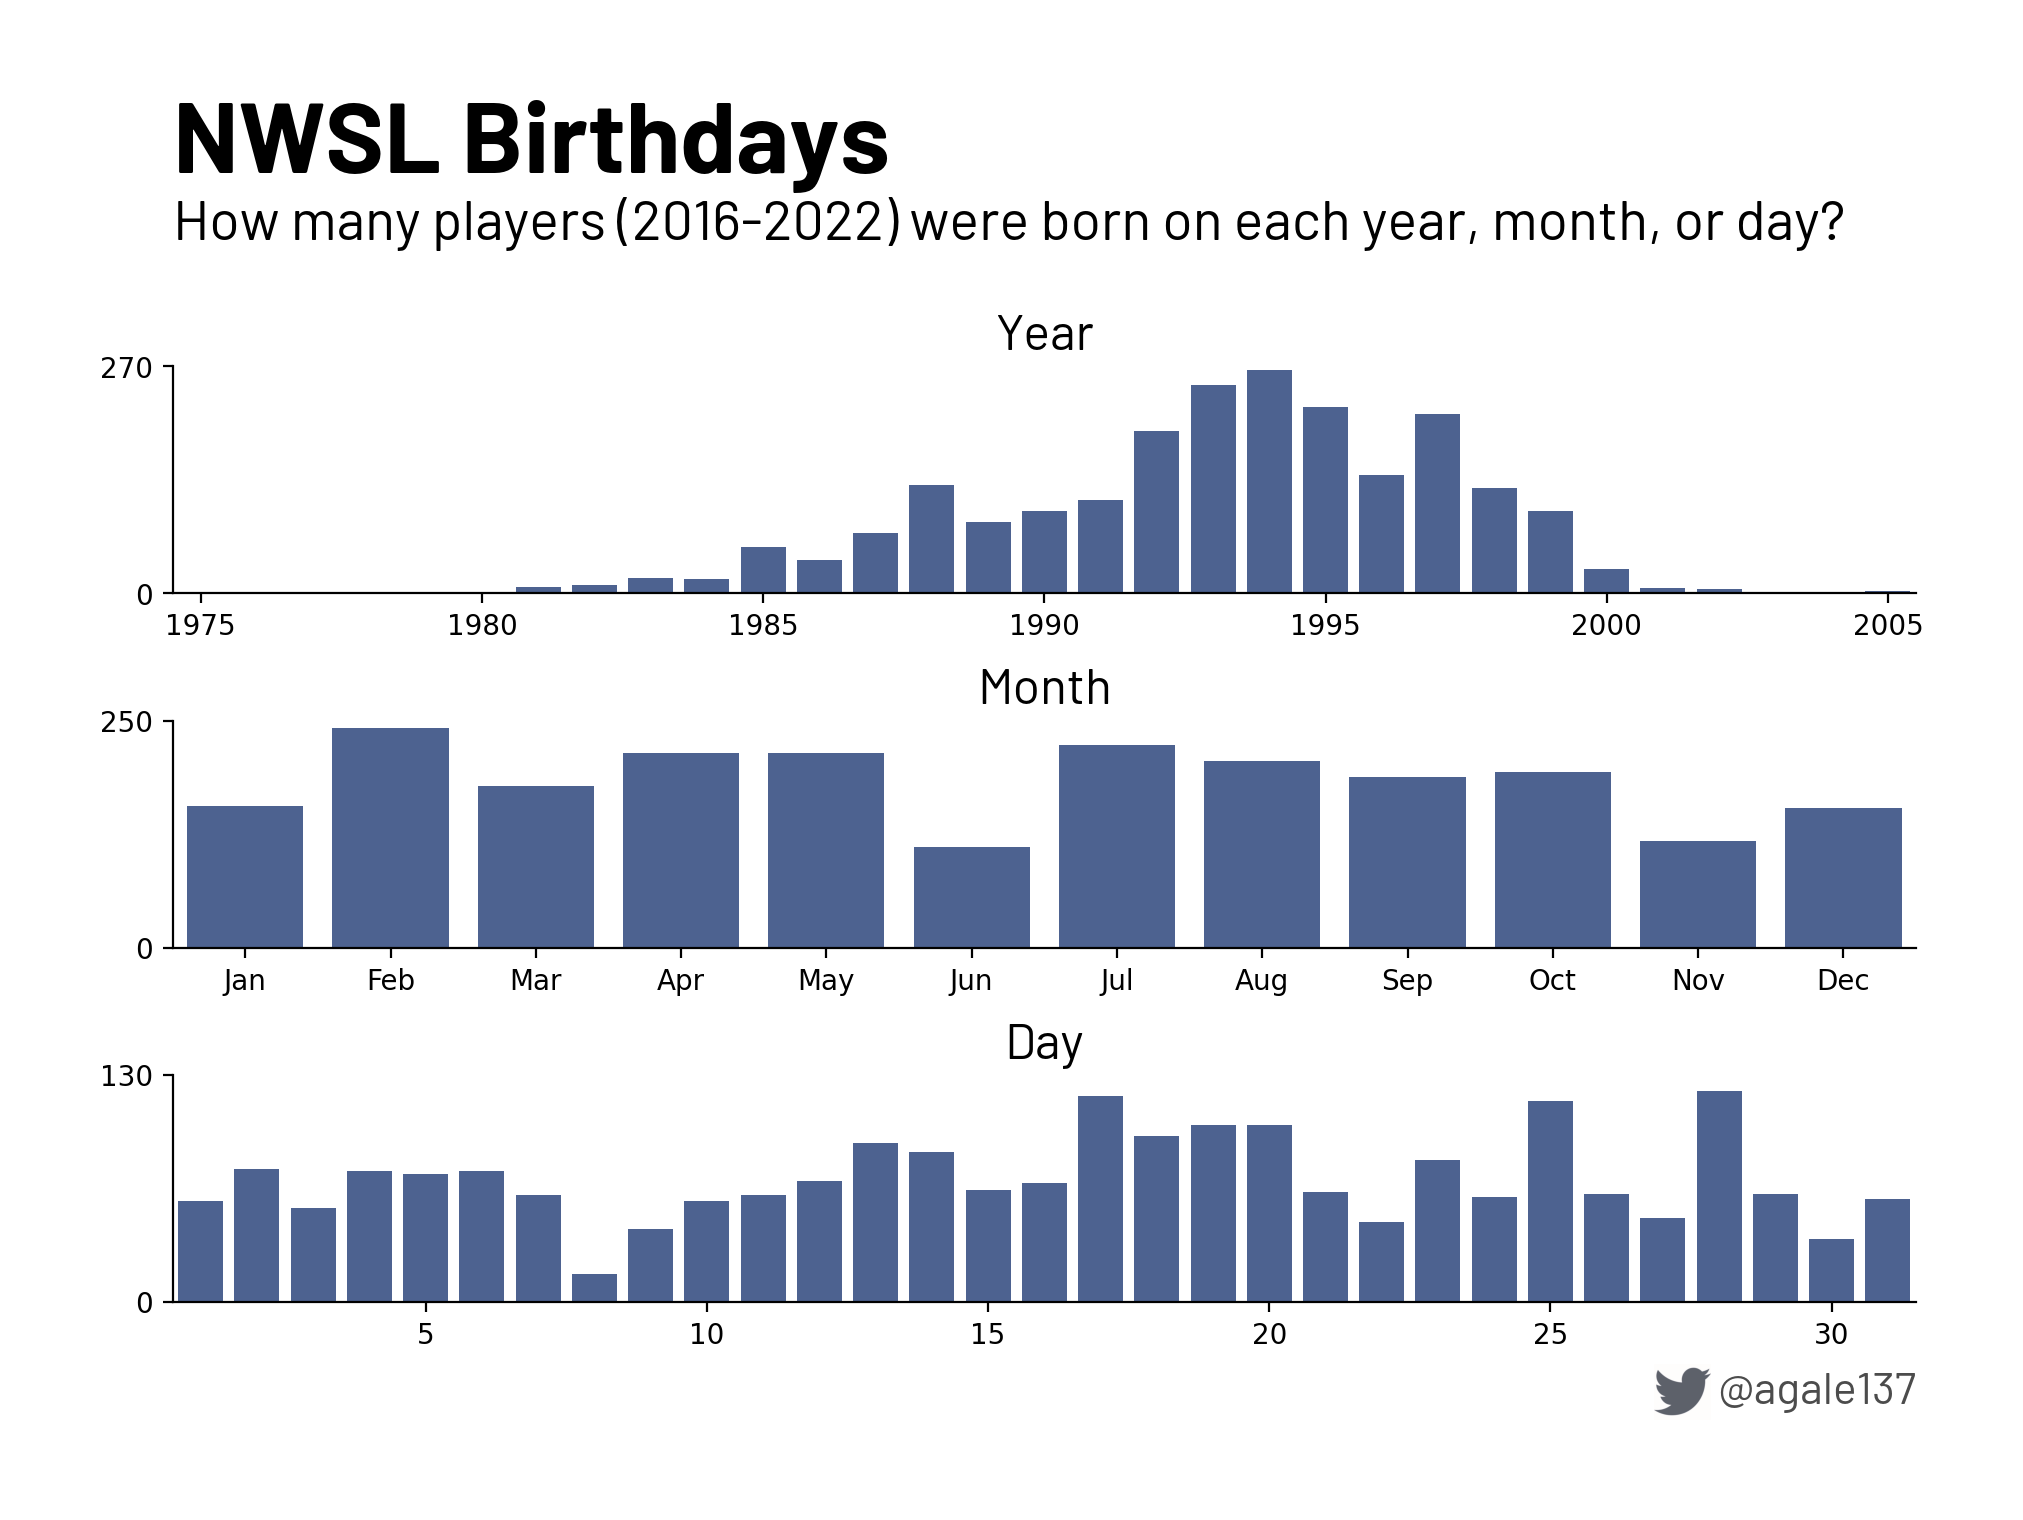 NWSL Birthdays
How many players (2016-2022) were born on each year, month, or day?
Year
270
0
1975 1980 1985 1990 1995 2000 2005
Month
250
0
Jan Feb Mar Apr May Jun Jul Aug Sep Oct Nov Dec
Day
130
0
5 10 15 20 25 30
@agale137